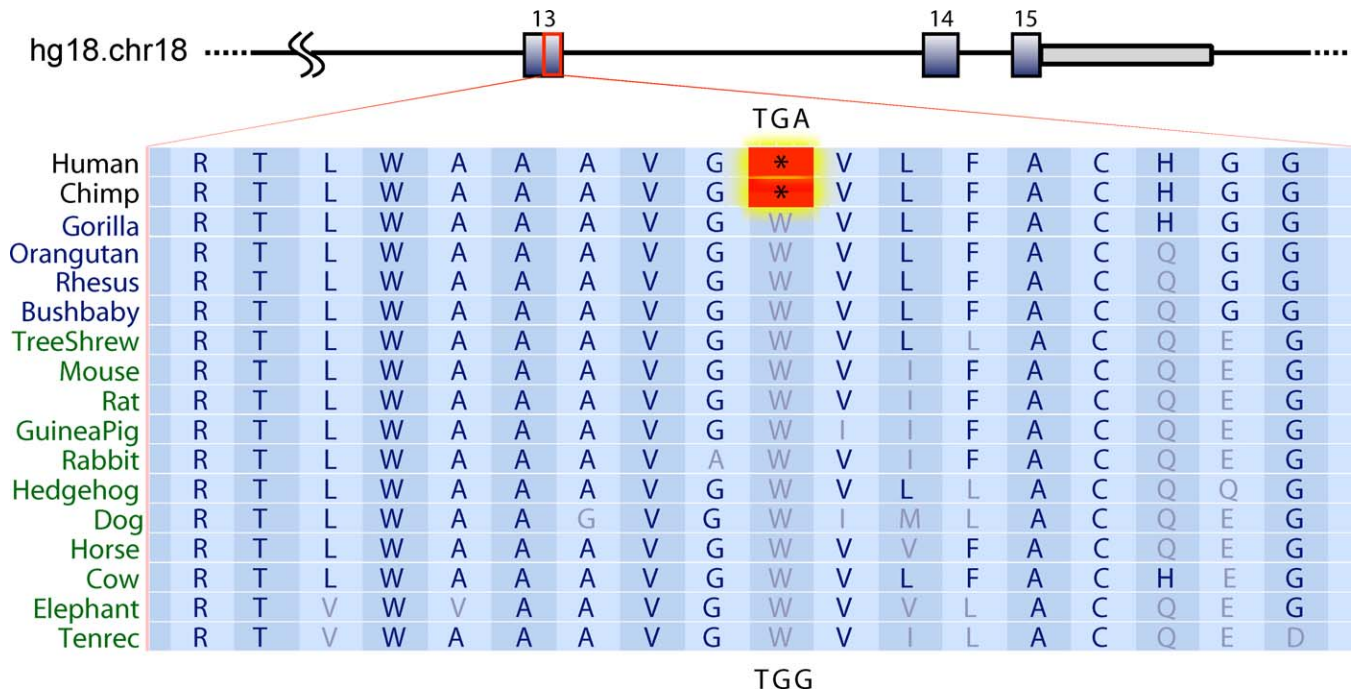 13 14 15
hg18.chr18
TGA
Human R T L W A A A V G * V L F A C H G G
Chimp R T L W A A A V G * V L F A C H G G
Gorilla R T L W A A A V G W V L F A C H G G
Orangutan R T L W A A A V G W V L F A C Q G G
Rhesus R T L W A A A V G W V L F A C Q G G
Bushbaby R T L W A A A V G W V L F A C Q G G
TreeShrew R T L W A A A V G W V L L A C Q E G
Mouse R T L W A A A V G W V I F A C Q E G
Rat R T L W A A A V G W V I F A C Q E G
GuineaPig R T L W A A A V G W I I F A C Q E G
Rabbit R T L W A A A V A W V I F A C Q E G
Hedgehog R T L W A A A V G W V L L A C Q Q G
Dog R T L W A A G V G W I M L A C Q E G
Horse R T L W A A A V G W V V F A C Q E G
Cow R T L W A A A V G W V L F A C H E G
Elephant R T V W V A A V G W V V L A C Q E G
Tenrec R T V W A A A V G W V I L A C Q E D
TGG